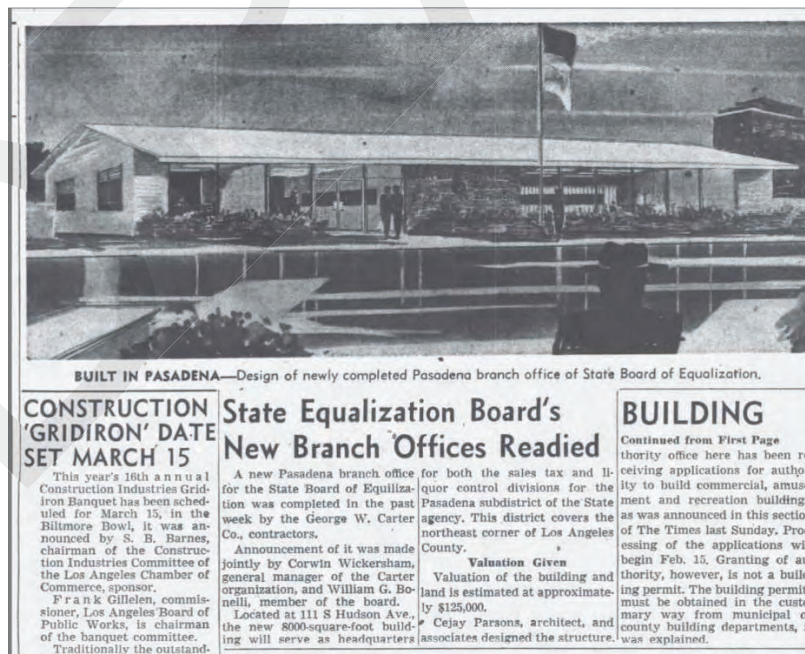 BUILT IN PASADENA—Design of newly completed Pasadena branch office of State Board of Equalization.
CONSTRUCTION
'GRIDIRON' DATE
SET MARCH 15
This year's 16th annual
Construction Industries Grid-
iron Banquet has been sched-
uled for March 15, in the
Biltmore Bowl, it was an-
nounced by S. B. Barnes,
chairman of the Construc-
tion Industries Committee of
the Los Angeles Chamber of
Commerce, sponsor.
Frank Gillelen, commis-
sioner, Los Angeles Board of
Public Works, is chairman
of the banquet committee.
Traditionally the outstand-
State Equalization Board's
New Branch Offices Readied
A new Pasadena branch office
for the State Board of Equiliza-
tion was completed in the past
week by the George W. Carter
Co., contractors.
Announcement of it was made
jointly by Corwin Wickersham,
general manager of the Carter
organization, and William G. Bo-
nelli, member of the board.
Located at 111 S Hudson Ave.,
the new 8000-square-foot build-
ing will serve as headquarters
for both the sales tax and li-
quor control divisions for the
Pasadena subdistrict of the State
agency. This district covers the
northeast corner of Los Angeles
County.
Valuation Given
Valuation of the building and
land is estimated at approximate-
ly $125,000.
Cejay Parsons, architect, and
associates designed the structure.
BUILDING
Continued from First Page
thority office here has been re
ceiving applications for autho
ity to build commercial, amus
ment and recreation building
as was announced in this sectio
of The Times last Sunday. Pro
essing of the applications wi
begin Feb. 15. Granting of au
thority, however, is not a buil
ing permit. The building permit
must be obtained in the custo
mary way from municipal o
county building departments,
was explained.